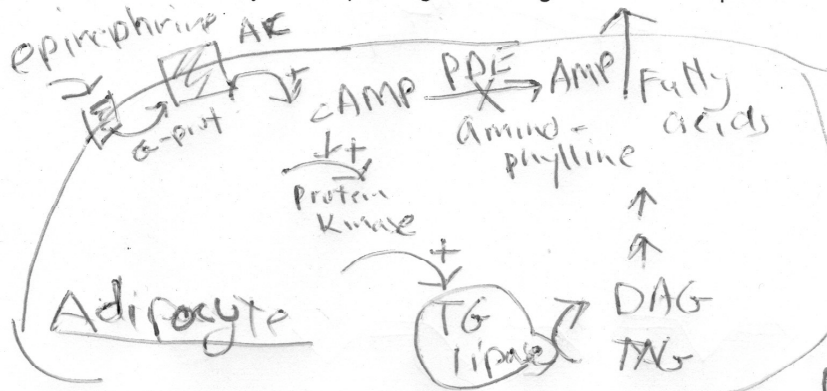 epinephrine
AC
G-prot
+
cAMP
PDE
AMP
amino-
phylline
Fatty
acids
+
Protein
Kinase
+
Adipocyte
TG
lipase
DAG
TAG